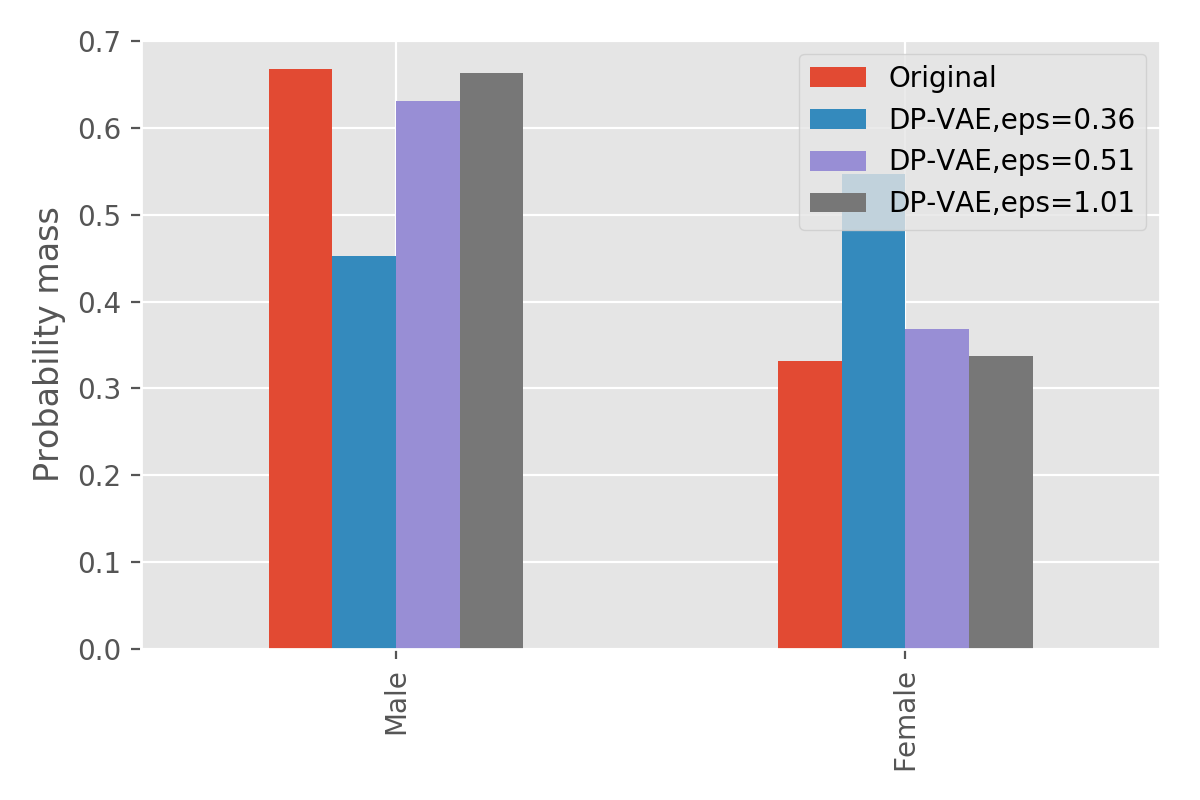 0.7
0.6
0.5
0.4
0.3
0.2
0.1
0.0
Probability mass
Male
Female
Original
DP-VAE,eps=0.36
DP-VAE,eps=0.51
DP-VAE,eps=1.01